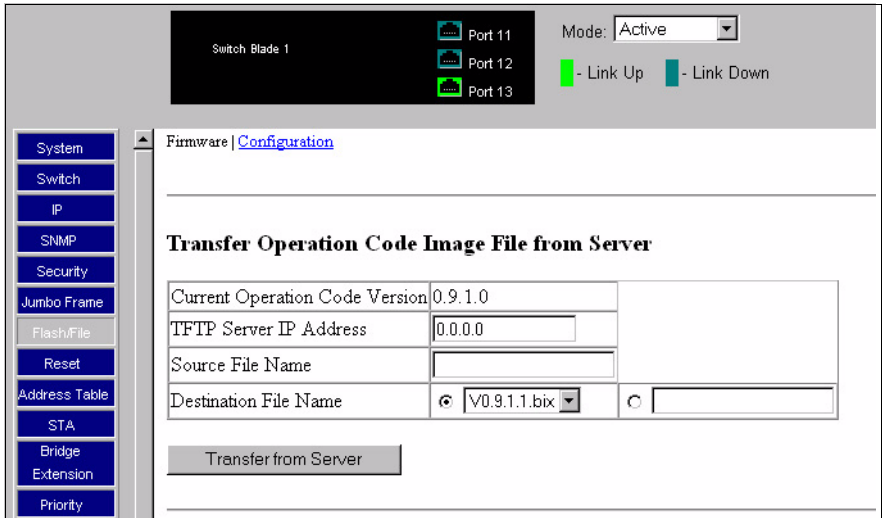 Switch Blade 1
Port 11
Port 12
Port 13
Mode: Active
- Link Up - Link Down
System
Switch
IP
SNMP
Security
Jumbo Frame
Flash/File
Reset
Address Table
STA
Bridge
Extension
Priority
Firmware | Configuration
Transfer Operation Code Image File from Server
Current Operation Code Version 0.9.1.0
TFTP Server IP Address 0.0.0.0
Source File Name
Destination File Name V0.9.1.1.bix
Transfer from Server